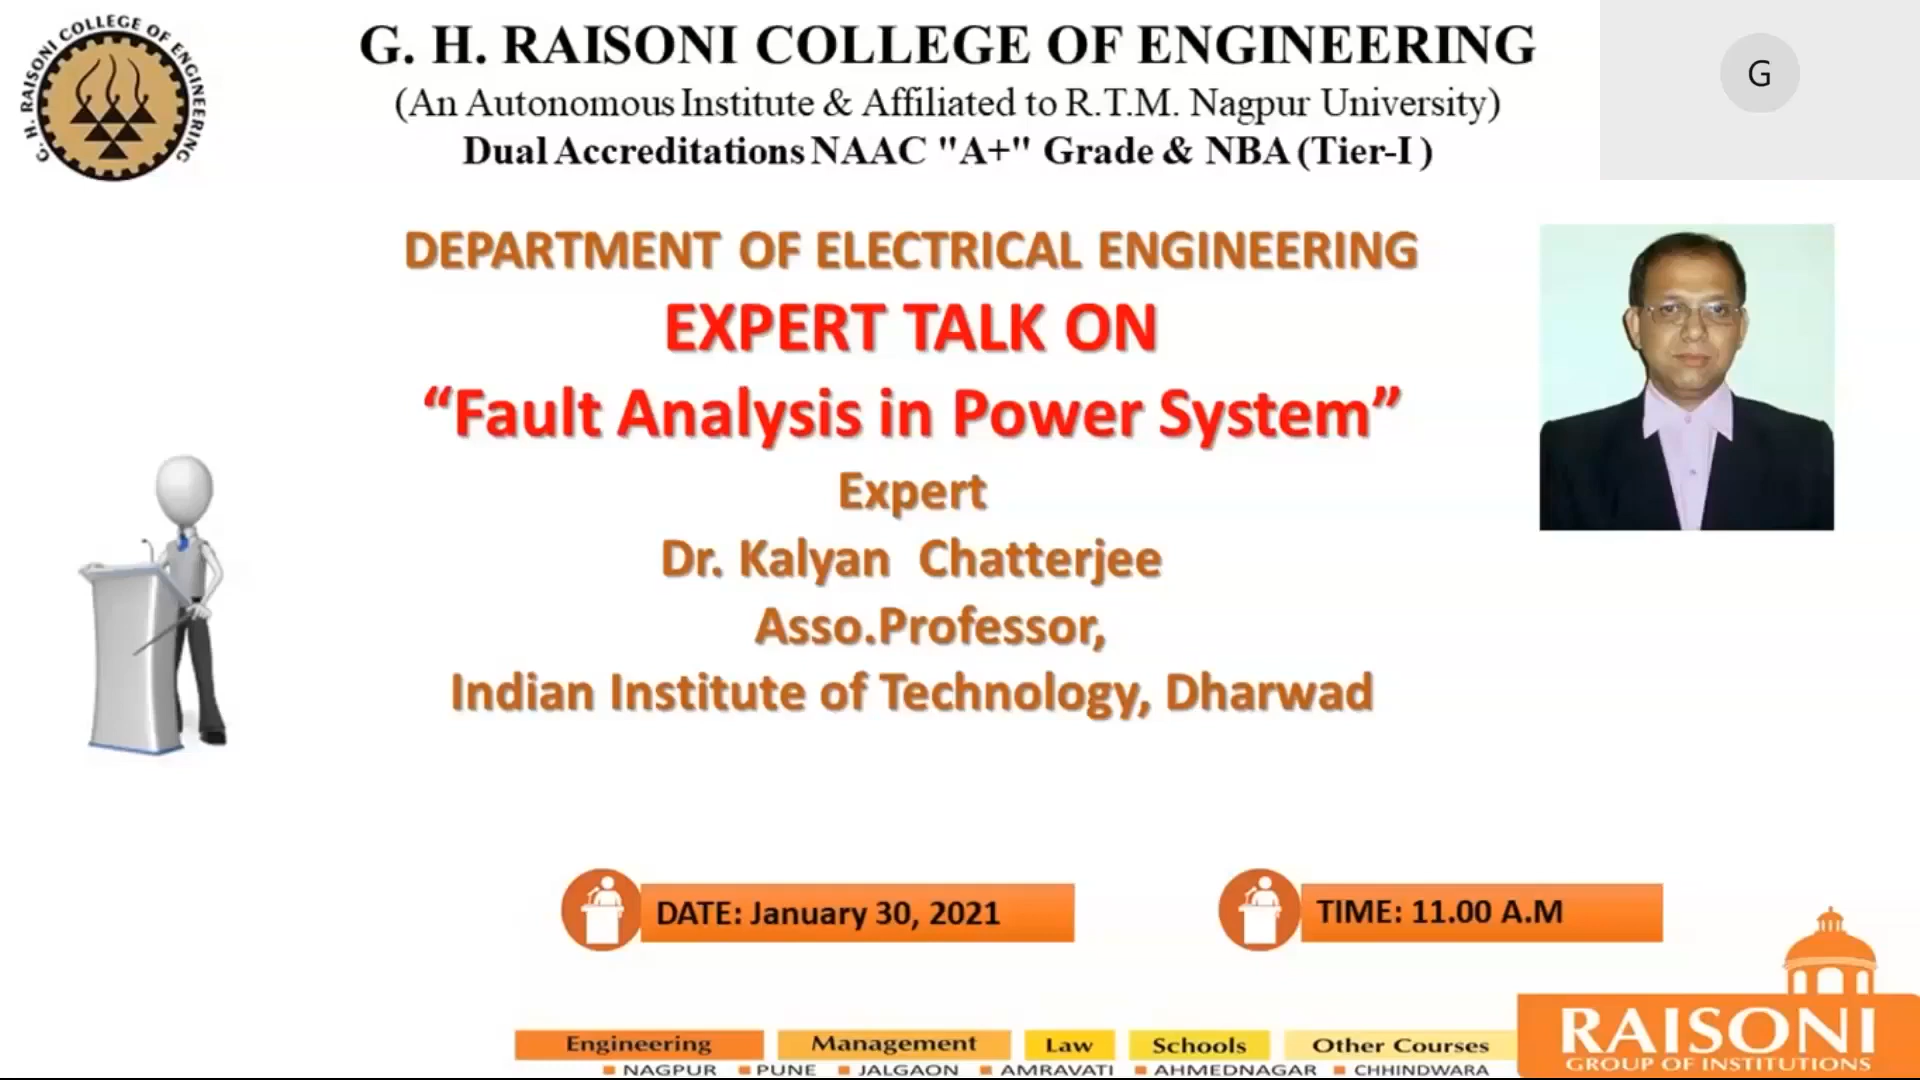 G. H. RAISONI COLLEGE OF ENGINEERING
G. H. RAISONI COLLEGE OF ENGINEERING
(An Autonomous Institute & Affiliated to R.T.M. Nagpur University)
Dual Accreditations NAAC "A+" Grade & NBA (Tier-I )
G
DEPARTMENT OF ELECTRICAL ENGINEERING
EXPERT TALK ON
“Fault Analysis in Power System”
Expert
Dr. Kalyan Chatterjee
Asso.Professor,
Indian Institute of Technology, Dharwad
DATE: January 30, 2021
TIME: 11.00 A.M
Engineering Management Law Schools Other Courses
NAGPUR PUNE JALGAON AMRAVATI AHMEDNAGAR CHHINDWARA
RAISONI
GROUP OF INSTITUTIONS